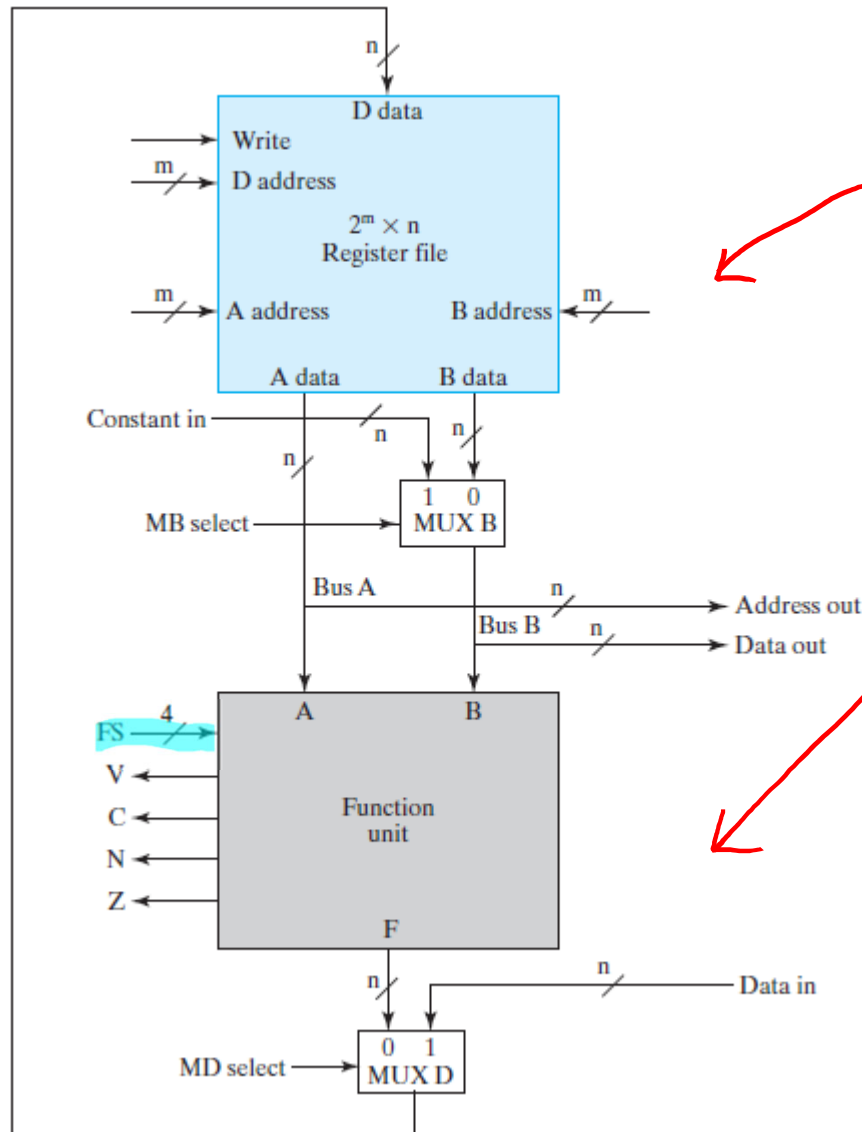 n
D data
Write
m
D address
2ᵐ × n
Register file
m
A address
B address
m
A data
B data
Constant in
n
n
n
1 0
MB select
MUX B
Bus A
n
Address out
Bus B
n
Data out
4
FS
A
B
V
Function
unit
C
N
Z
F
n
n
Data in
0 1
MD select
MUX D